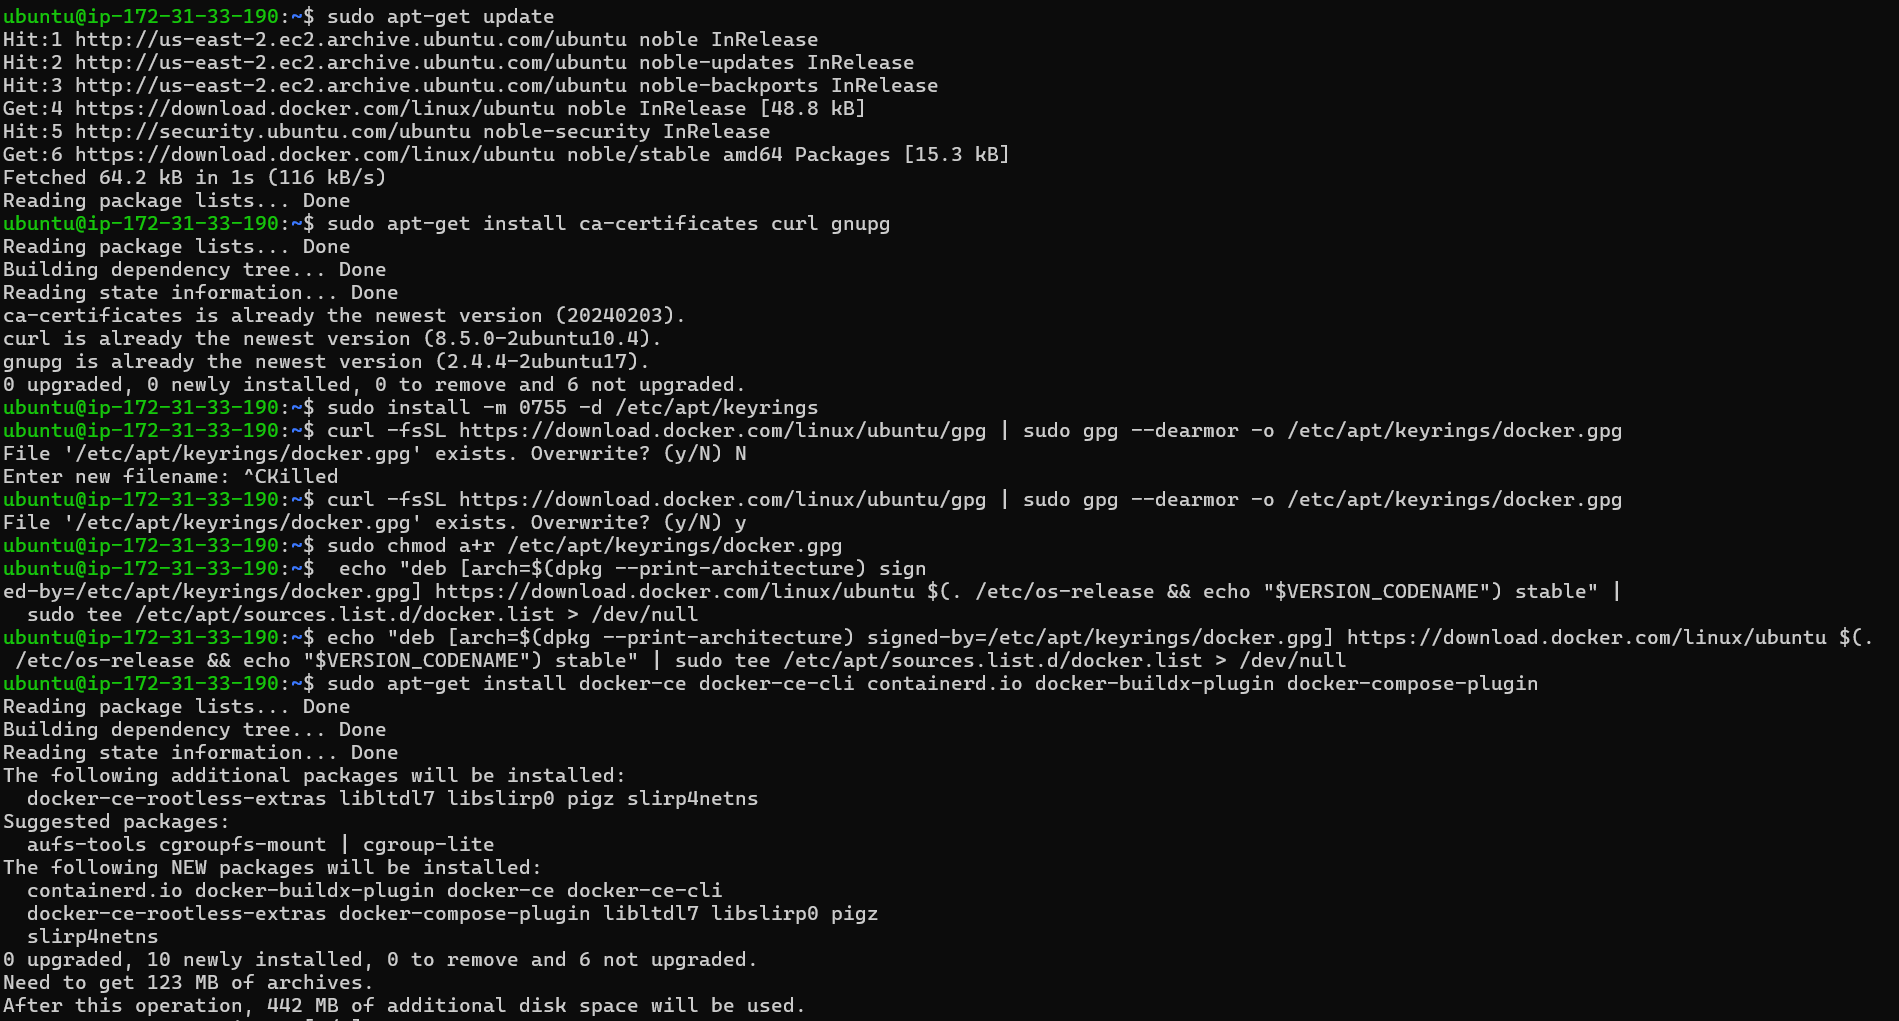 ubuntu@ip-172-31-33-190:~$ sudo apt-get update
Hit:1 http://us-east-2.ec2.archive.ubuntu.com/ubuntu noble InRelease
Hit:2 http://us-east-2.ec2.archive.ubuntu.com/ubuntu noble-updates InRelease
Hit:3 http://us-east-2.ec2.archive.ubuntu.com/ubuntu noble-backports InRelease
Get:4 https://download.docker.com/linux/ubuntu noble InRelease [48.8 kB]
Hit:5 http://security.ubuntu.com/ubuntu noble-security InRelease
Get:6 https://download.docker.com/linux/ubuntu noble/stable amd64 Packages [15.3 kB]
Fetched 64.2 kB in 1s (116 kB/s)
Reading package lists... Done
ubuntu@ip-172-31-33-190:~$ sudo apt-get install ca-certificates curl gnupg
Reading package lists... Done
Building dependency tree... Done
Reading state information... Done
ca-certificates is already the newest version (20240203).
curl is already the newest version (8.5.0-2ubuntu10.4).
gnupg is already the newest version (2.4.4-2ubuntu17).
0 upgraded, 0 newly installed, 0 to remove and 6 not upgraded.
ubuntu@ip-172-31-33-190:~$ sudo install -m 0755 -d /etc/apt/keyrings
ubuntu@ip-172-31-33-190:~$ curl -fsSL https://download.docker.com/linux/ubuntu/gpg | sudo gpg --dearmor -o /etc/apt/keyrings/docker.gpg
File '/etc/apt/keyrings/docker.gpg' exists. Overwrite? (y/N) N
Enter new filename: ^CKilled
ubuntu@ip-172-31-33-190:~$ curl -fsSL https://download.docker.com/linux/ubuntu/gpg | sudo gpg --dearmor -o /etc/apt/keyrings/docker.gpg
File '/etc/apt/keyrings/docker.gpg' exists. Overwrite? (y/N) y
ubuntu@ip-172-31-33-190:~$ sudo chmod a+r /etc/apt/keyrings/docker.gpg
ubuntu@ip-172-31-33-190:~$  echo "deb [arch=$(dpkg --print-architecture) sign
ed-by=/etc/apt/keyrings/docker.gpg] https://download.docker.com/linux/ubuntu $(. /etc/os-release && echo "$VERSION_CODENAME") stable" |
  sudo tee /etc/apt/sources.list.d/docker.list > /dev/null
ubuntu@ip-172-31-33-190:~$ echo "deb [arch=$(dpkg --print-architecture) signed-by=/etc/apt/keyrings/docker.gpg] https://download.docker.com/linux/ubuntu $(.
 /etc/os-release && echo "$VERSION_CODENAME") stable" | sudo tee /etc/apt/sources.list.d/docker.list > /dev/null
ubuntu@ip-172-31-33-190:~$ sudo apt-get install docker-ce docker-ce-cli containerd.io docker-buildx-plugin docker-compose-plugin
Reading package lists... Done
Building dependency tree... Done
Reading state information... Done
The following additional packages will be installed:
  docker-ce-rootless-extras libltdl7 libslirp0 pigz slirp4netns
Suggested packages:
  aufs-tools cgroupfs-mount | cgroup-lite
The following NEW packages will be installed:
  containerd.io docker-buildx-plugin docker-ce docker-ce-cli
  docker-ce-rootless-extras docker-compose-plugin libltdl7 libslirp0 pigz
  slirp4netns
0 upgraded, 10 newly installed, 0 to remove and 6 not upgraded.
Need to get 123 MB of archives.
After this operation, 442 MB of additional disk space will be used.